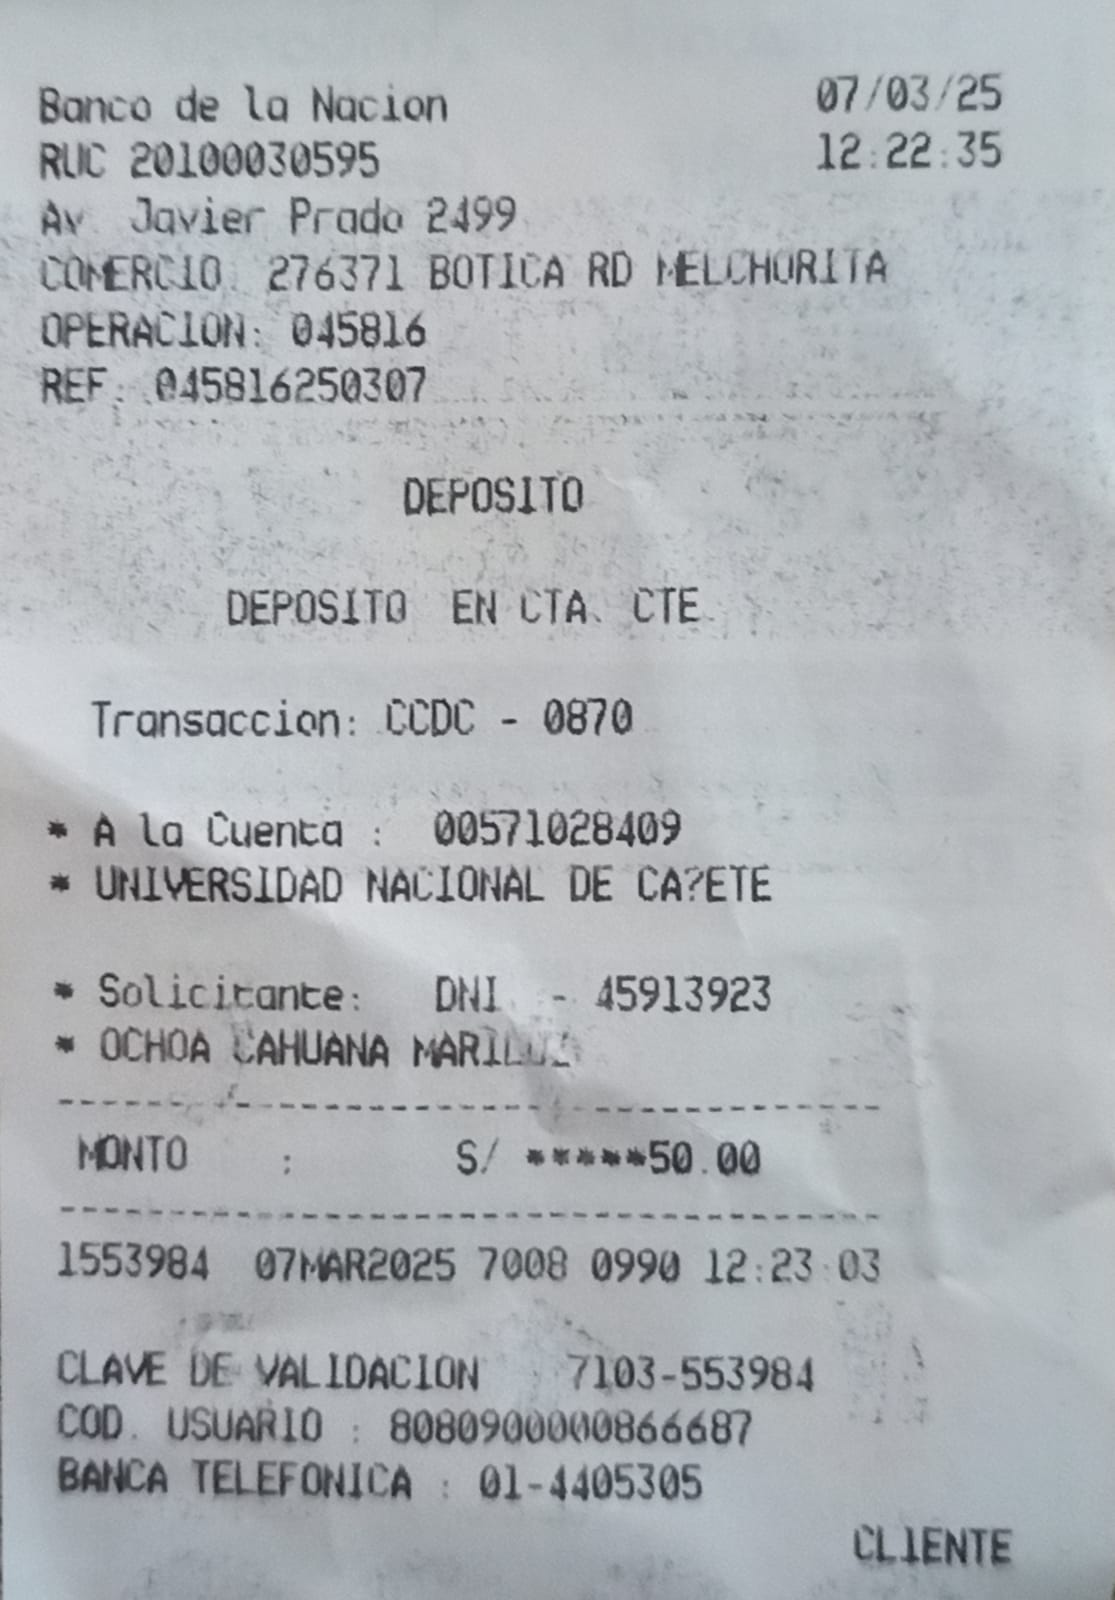 Banco de la Nacion 07/03/25
RUC 20100030595 12:22:35
Av. Javier Prado 2499
COMERCIO: 276371 BOTICA RD MELCHORITA
OPERACION: 045816
REF.: 045816250307
DEPOSITO
DEPOSITO EN CTA. CTE.
Transaccion: CCDC - 0870
* A la Cuenta : 00571028409
* UNIVERSIDAD NACIONAL DE CA?ETE
* Solicitante: DNI - 45913923
* OCHOA CAHUANA MARILUZ
----------------------------------------
MONTO : S/ *****50.00
----------------------------------------
1553984 07MAR2025 7008 0990 12:23:03
CLAVE DE VALIDACION 7103-553984
COD. USUARIO : 8080900000866687
BANCA TELEFONICA : 01-4405305
CLIENTE